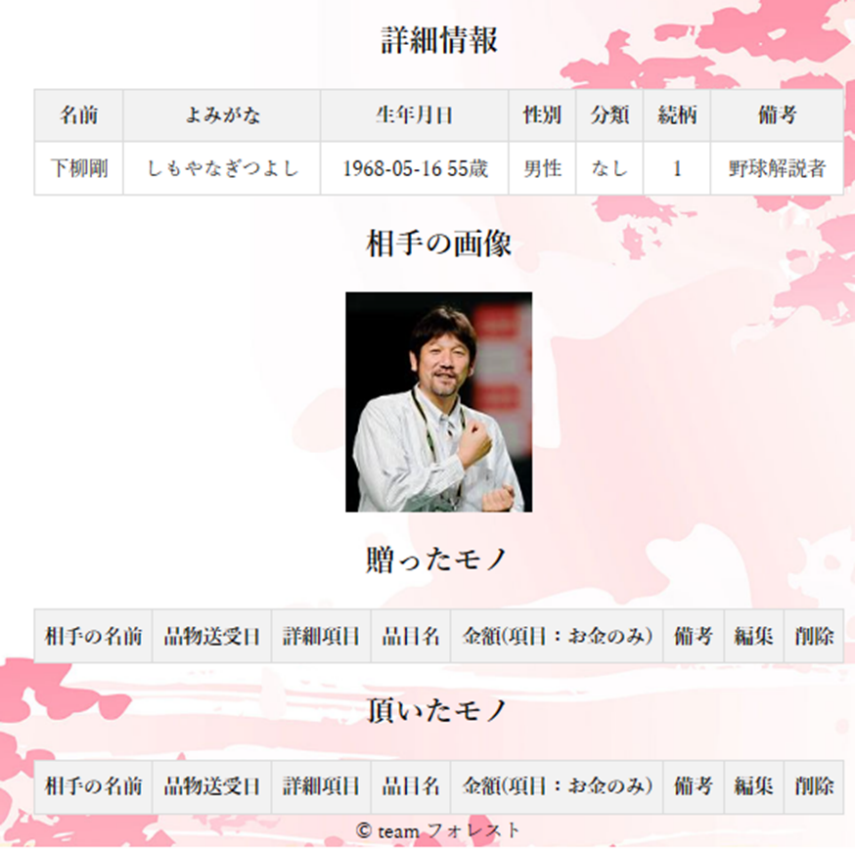 詳細情報
名前 よみがな 生年月日 性別 分類 続柄 備考
下柳剛 しもやなぎつよし 1968-05-16 55歳 男性 なし 1 野球解説者
相手の画像
贈ったモノ
相手の名前 品物送受日 詳細項目 品目名 金額(項目：お金のみ) 備考 編集 削除
頂いたモノ
相手の名前 品物送受日 詳細項目 品目名 金額(項目：お金のみ) 備考 編集 削除
© team フォレスト